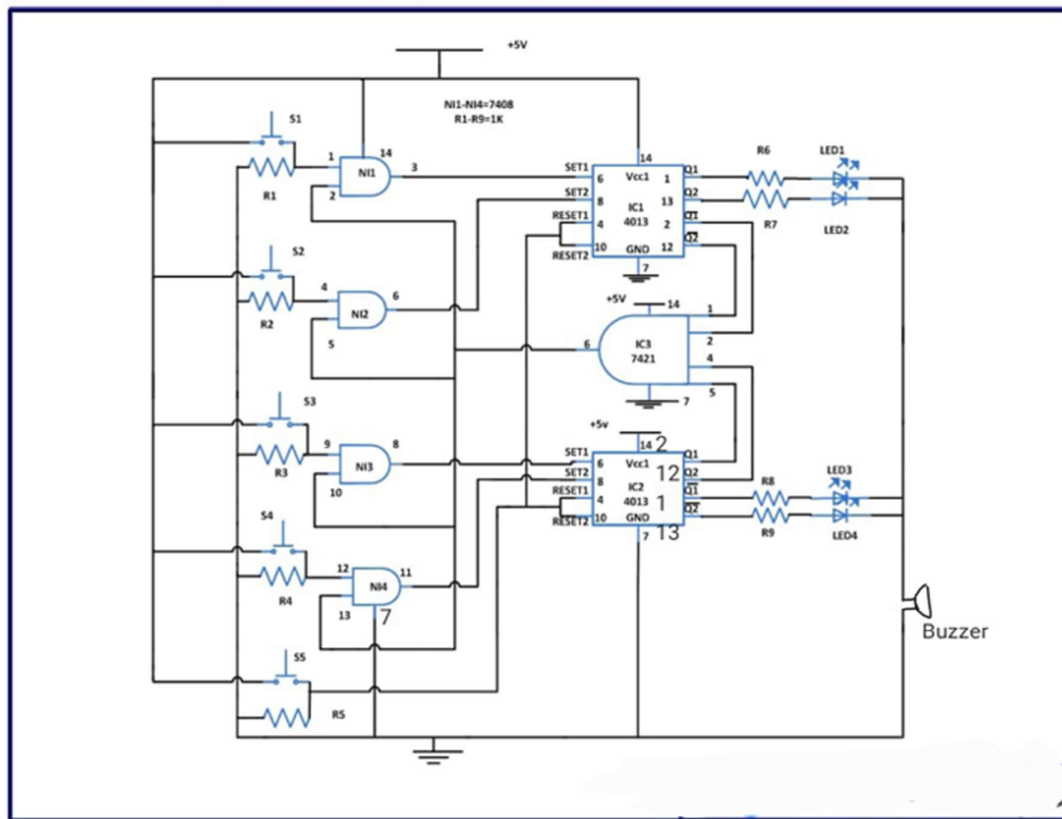 +5V
NI1-NI4=7408
R1-R9=1K
S1
1
14
NI1
3
2
R1
SET1
6
14
Vcc1
1
Q1
R6
LED1
SET2
8
IC1
13
Q2
RESET1
4
4013
2
Q1
R7
LED2
10
GND
12
Q2
RESET2
7
S2
4
6
NI2
5
R2
+5V
14
1
6
IC3
7421
2
4
5
7
S3
9
8
NI3
10
R3
+5v
14
2
SET1
6
Vcc1
Q1
SET2
8
12
Q2
RESET1
4
IC2
4013
1
Q1
R8
LED3
RESET2
10
GND
Q2
R9
LED4
7
13
S4
12
11
NI4
13
7
R4
Buzzer
S5
R5